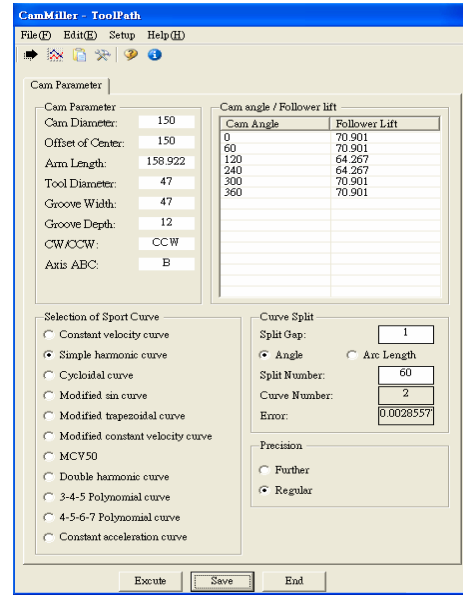 CamMiller - ToolPath
File(F) Edit(E) Setup Help(H)
Cam Parameter
Cam Parameter
Cam Diameter: 150
Offset of Center: 150
Arm Length: 158.922
Tool Diameter: 47
Groove Width: 47
Groove Depth: 12
CW/CCW: CCW
Axis ABC: B
Cam angle / Follower lift
Cam Angle Follower Lift
0 70.901
60 70.901
120 64.267
240 64.267
300 70.901
360 70.901
Selection of Sport Curve
Constant velocity curve
Simple harmonic curve
Cycloidal curve
Modified sin curve
Modified trapezoidal curve
Modified constant velocity curve
MCV50
Double harmonic curve
3-4-5 Polynomial curve
4-5-6-7 Polynomial curve
Constant acceleration curve
Curve Split
Split Gap: 1
Angle Arc Length
Split Number: 60
Curve Number: 2
Error: 0.0028557
Precision
Further
Regular
Excute Save End